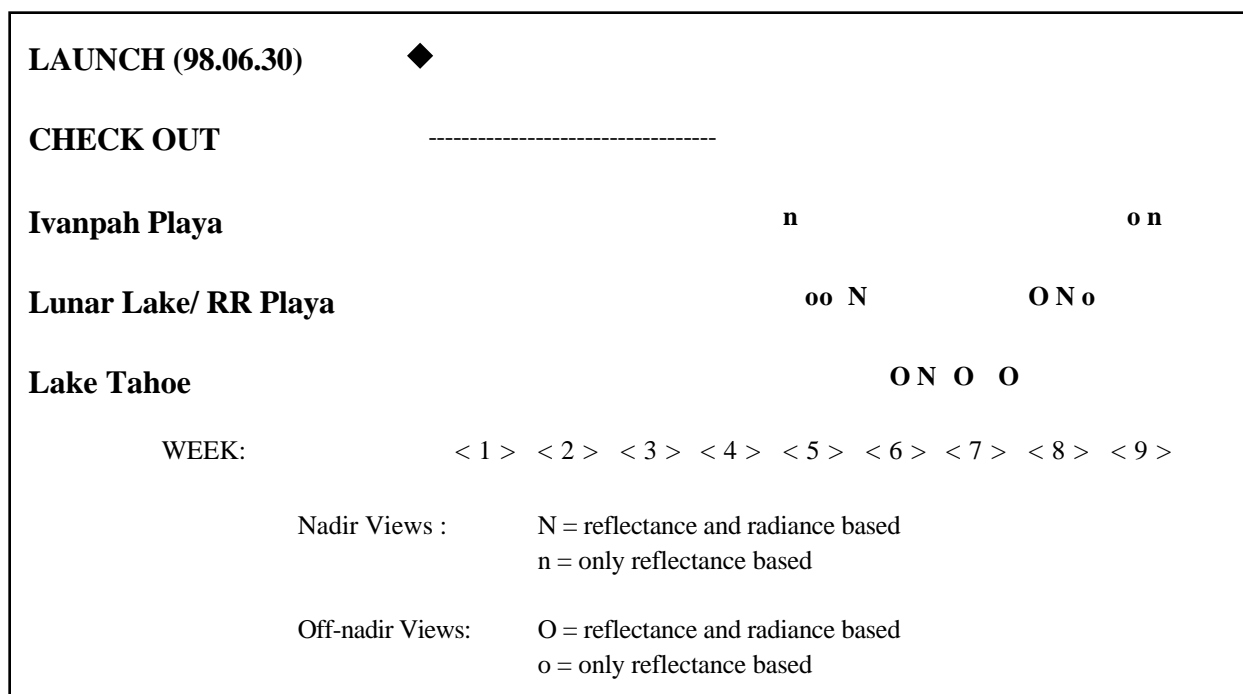 LAUNCH (98.06.30) ◆
CHECK OUT -----------------------------------
Ivanpah Playa n o n
Lunar Lake/ RR Playa oo N O N o
Lake Tahoe O N O O
WEEK: < 1 > < 2 > < 3 > < 4 > < 5 > < 6 > < 7 > < 8 > < 9 >
Nadir Views : N = reflectance and radiance based
n = only reflectance based
Off-nadir Views: O = reflectance and radiance based
o = only reflectance based